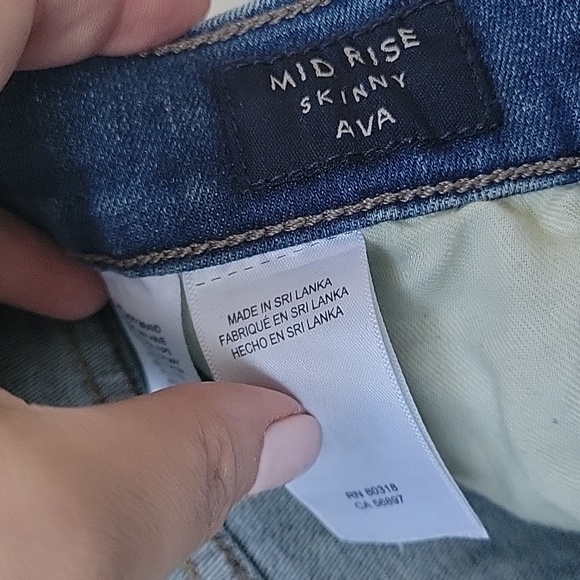 MID RISE
SKINNY
AVA
MADE IN SRI LANKA
FABRIQUÉ EN SRI LANKA
HECHO EN SRI LANKA
RN 80318
CA 56897